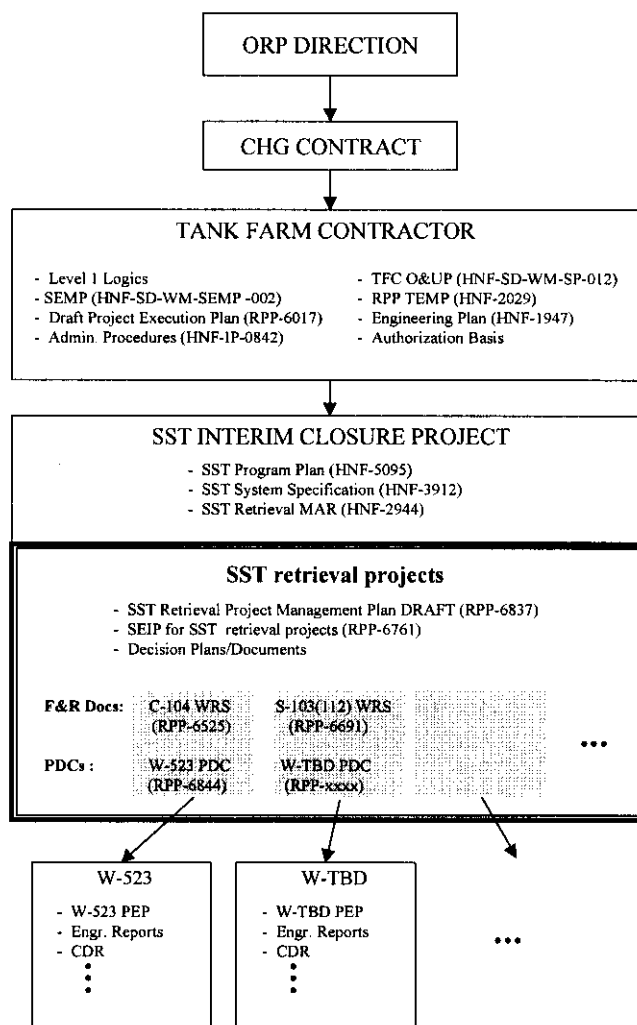 ORP DIRECTION
CHG CONTRACT
TANK FARM CONTRACTOR
- Level 1 Logics
- SEMP (HNF-SD-WM-SEMP -002)
- Draft Project Execution Plan (RPP-6017)
- Admin. Procedures (HNF-IP-0842)
- TFC O&UP (HNF-SD-WM-SP-012)
- RPP TEMP (HNF-2029)
- Engineering Plan (HNF-1947)
- Authorization Basis
SST INTERIM CLOSURE PROJECT
- SST Program Plan (HNF-5095)
- SST System Specification (HNF-3912)
- SST Retrieval MAR (HNF-2944)
SST retrieval projects
- SST Retrieval Project Management Plan DRAFT (RPP-6837)
- SEIP for SST retrieval projects (RPP-6761)
- Decision Plans/Documents
F&R Docs: C-104 WRS S-103(112) WRS
(RPP-6525) (RPP-6691)
...
PDCs : W-523 PDC W-TBD PDC
(RPP-6844) (RPP-xxxx)
W-523
- W-523 PEP
- Engr. Reports
- CDR
W-TBD
- W-TBD PEP
- Engr. Reports
- CDR
...